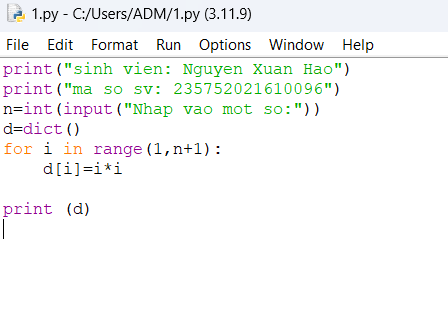 1.py - C:/Users/ADM/1.py (3.11.9)
File Edit Format Run Options Window Help
print("sinh vien: Nguyen Xuan Hao")
print("ma so sv: 235752021610096")
n=int(input("Nhap vao mot so:"))
d=dict()
for i in range(1,n+1):
    d[i]=i*i
print (d)